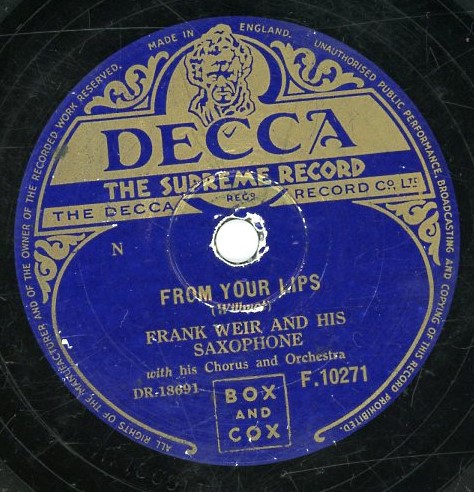 MADE IN ENGLAND.
ALL RIGHTS OF THE MANUFACTURER AND OF THE OWNER OF THE RECORDED WORK RESERVED.
UNAUTHORISED PUBLIC PERFORMANCE, BROADCASTING AND COPYING OF THIS RECORD PROHIBITED.
DECCA
THE SUPREME RECORD
REGD
THE DECCA RECORD CO. LTD
N
FROM YOUR LIPS
FRANK WEIR AND HIS
SAXOPHONE
with his Chorus and Orchestra
DR-18691
F.10271
BOX
AND
COX